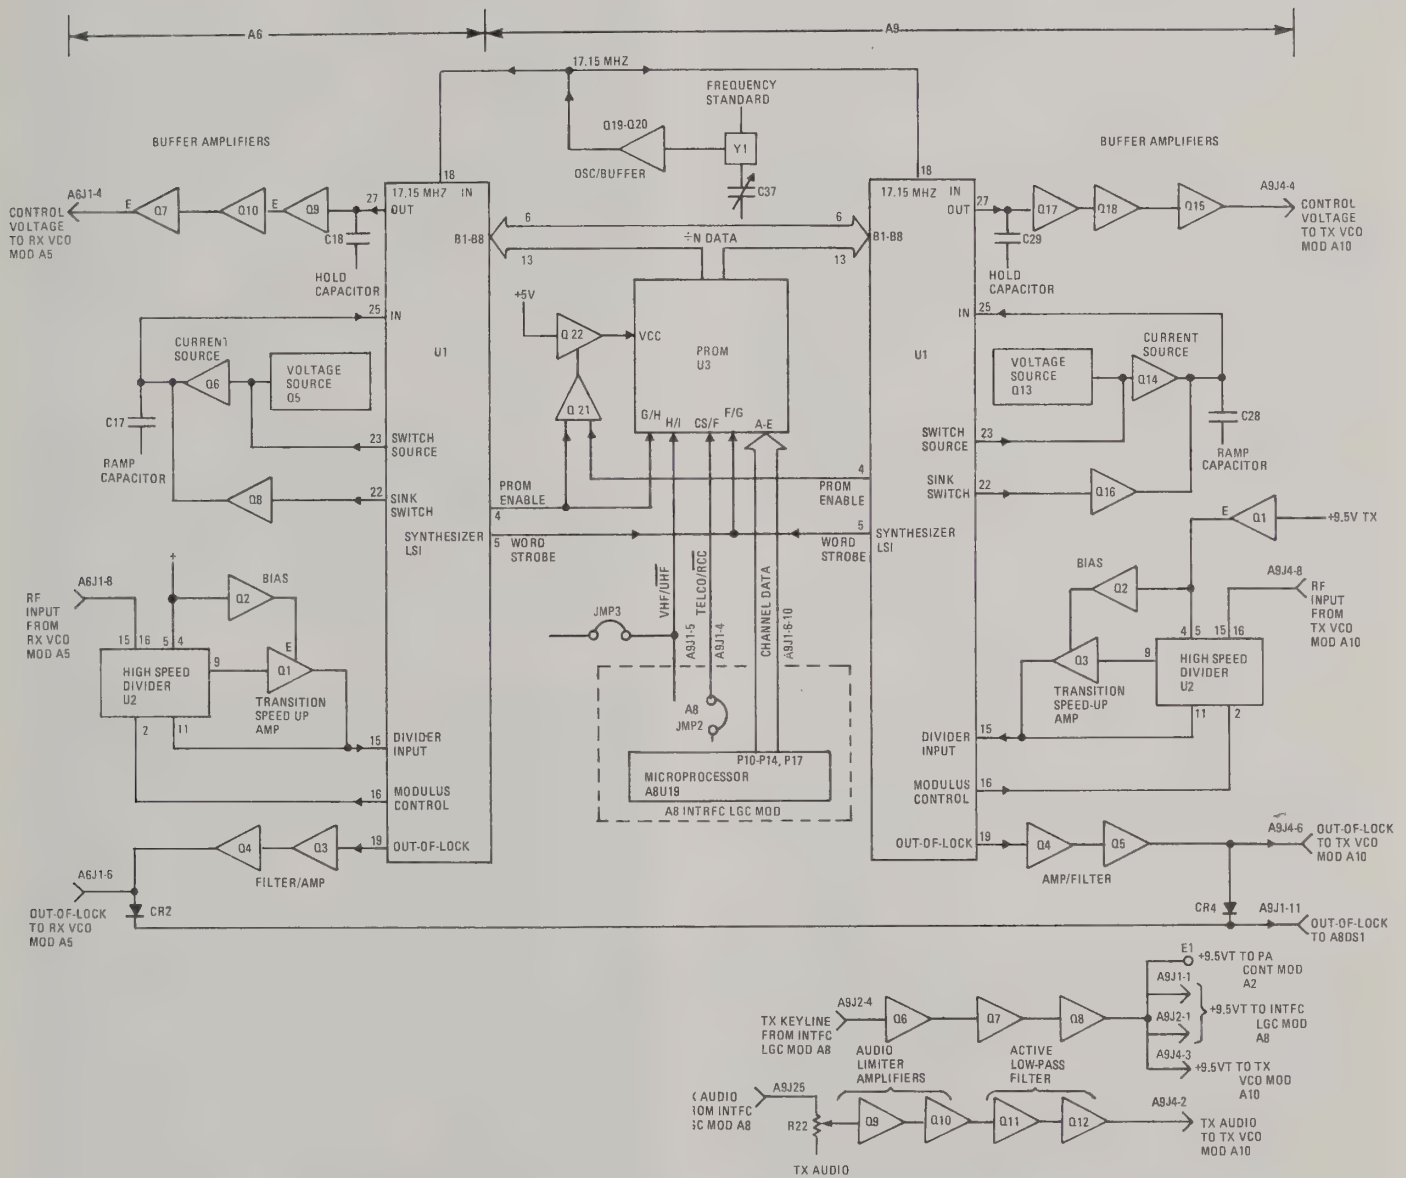 A6
A9
17.15 MHZ
FREQUENCY
STANDARD
Q19-Q20
Y1
OSC/BUFFER
C37
BUFFER AMPLIFIERS
BUFFER AMPLIFIERS
18
18
A6J1-4
E
Q7
Q10
E
Q9
27
17.15 MHZ IN
OUT
CONTROL
VOLTAGE
TO RX VCO
MOD A5
C18
HOLD
CAPACITOR
6
B1-B8
13
÷N DATA
6
B1-B8
13
17.15 MHZ IN
OUT
27
Q17
Q18
Q15
A9J4-4
CONTROL
VOLTAGE
TO TX VCO
MOD A10
C29
HOLD
CAPACITOR
25
IN
25
IN
+5V
Q22
VCC
PROM
U3
Q21
G/H
H/I
CS/F
F/G
A-E
U1
U1
CURRENT
SOURCE
Q6
VOLTAGE
SOURCE
Q5
C17
RAMP
CAPACITOR
23
SWITCH
SOURCE
Q8
22
SINK
SWITCH
VOLTAGE
SOURCE
Q13
CURRENT
SOURCE
Q14
C28
RAMP
CAPACITOR
SWITCH
SOURCE
23
SINK
SWITCH
22
Q16
PROM
ENABLE
4
4
PROM
ENABLE
SYNTHESIZER
LSI
5
WORD
STROBE
WORD
STROBE
5
SYNTHESIZER
LSI
E
Q1
+9.5V TX
+
A6J1-8
BIAS
Q2
RF
INPUT
FROM
RX VCO
MOD A5
15 16
5 4
E
HIGH SPEED
DIVIDER
U2
9
Q1
TRANSITION
SPEED UP
AMP
2
11
15
DIVIDER
INPUT
16
MODULUS
CONTROL
JMP3
VHF/UHF
A9J1-5
TELCO/RCC
A9J1-4
CHANNEL DATA
A9J1-6-10
A8
JMP2
P10-P14, P17
MICROPROCESSOR
A8U19
A8 INTRFC LGC MOD
BIAS
Q2
A9J4-8
RF
INPUT
FROM
TX VCO
MOD A10
4 5
15 16
Q3
9
HIGH SPEED
DIVIDER
U2
TRANSITION
SPEED-UP
AMP
11
2
DIVIDER
INPUT
15
MODULUS
CONTROL
16
Q4
Q3
19
OUT-OF-LOCK
FILTER/AMP
A6J1-6
OUT-OF-LOCK
TO RX VCO
MOD A5
CR2
OUT-OF-LOCK
19
Q4
Q5
AMP/FILTER
A9J4-6
OUT-OF-LOCK
TO TX VCO
MOD A10
CR4
A9J1-11
OUT-OF-LOCK
TO A8DS1
E1
+9.5VT TO PA
CONT MOD
A2
A9J1-1
A9J2-1
+9.5VT TO INTFC
LGC MOD
A8
A9J4-3
+9.5VT TO TX
VCO MOD
A10
A9J2-4
TX KEYLINE
FROM INTFC
LGC MOD A8
Q6
Q7
Q8
AUDIO
LIMITER
AMPLIFIERS
ACTIVE
LOW-PASS
FILTER
A9J25
AUDIO
OM INTFC
C MOD A8
R22
TX AUDIO
Q9
Q10
Q11
Q12
A9J4-2
TX AUDIO
TO TX VCO
MOD A10